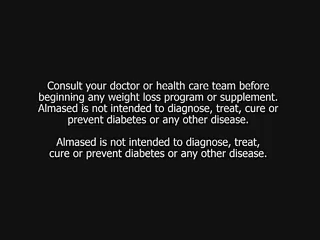 Consult your doctor or health care team before
beginning any weight loss program or supplement.
Almased is not intended to diagnose, treat, cure or
prevent diabetes or any other disease.
Almased is not intended to diagnose, treat,
cure or prevent diabetes or any other disease.